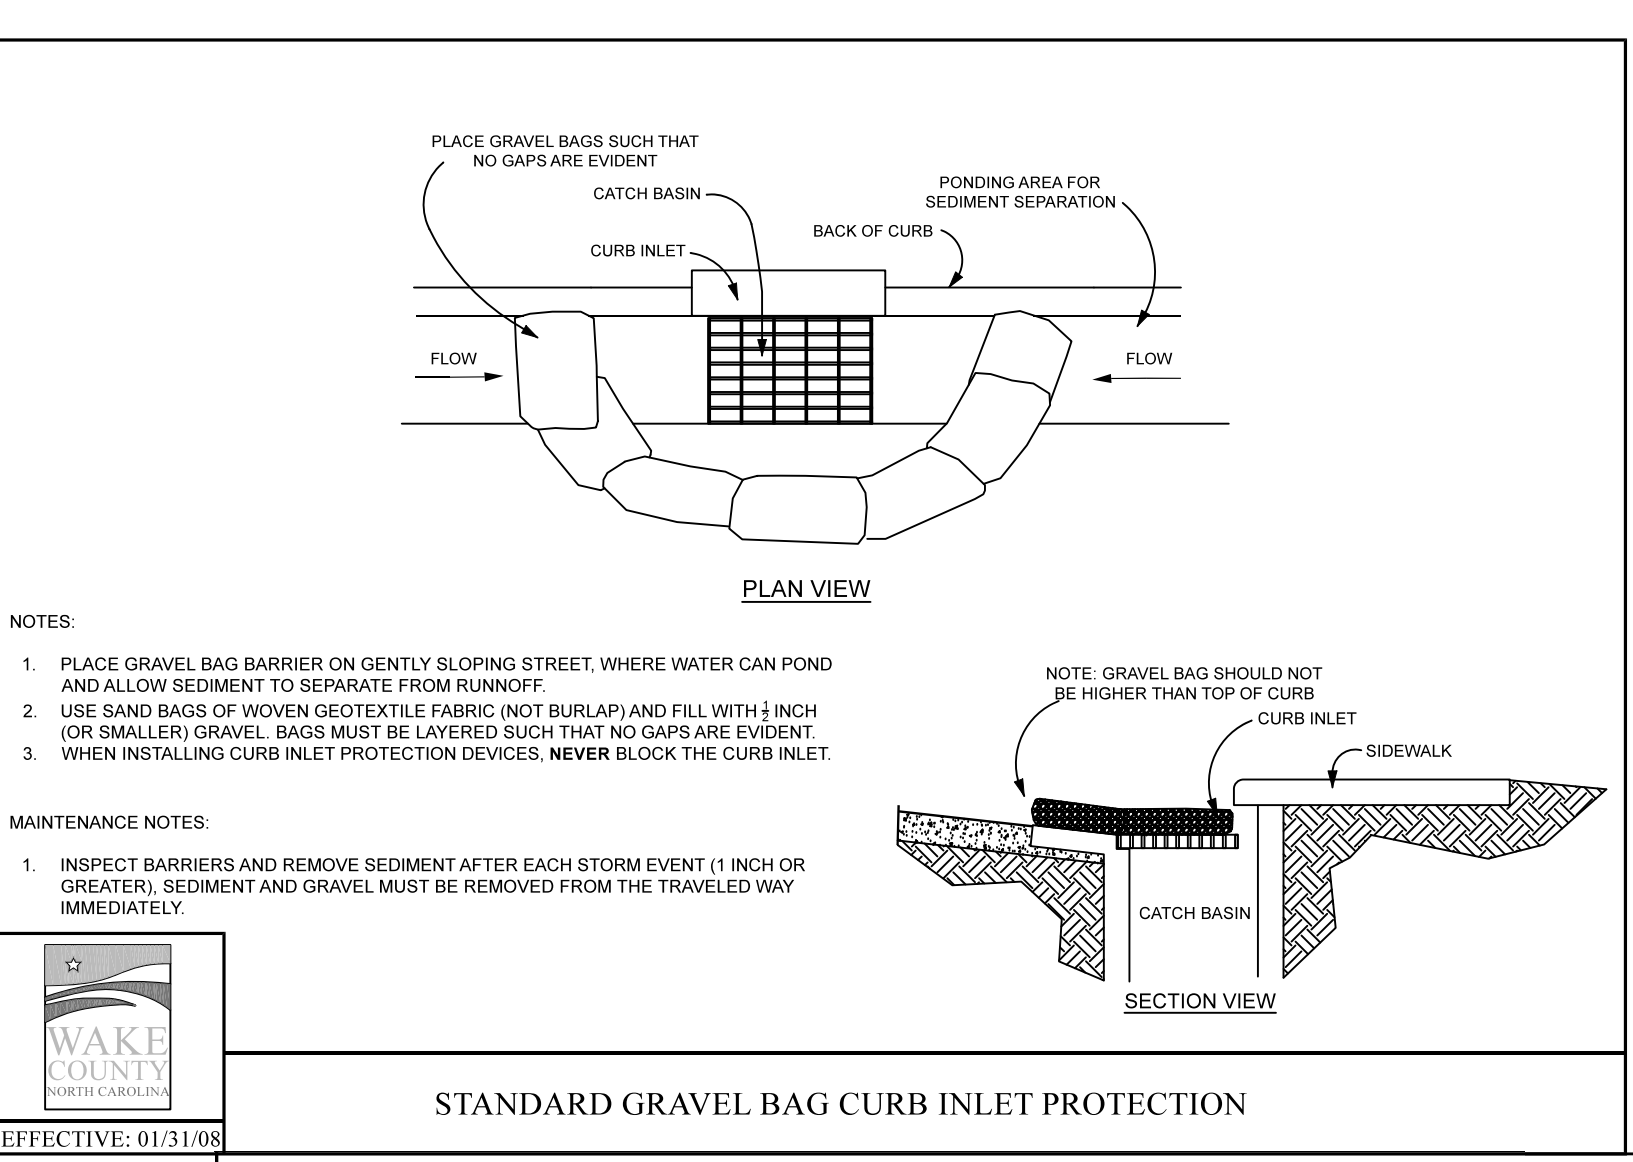 PLACE GRAVEL BAGS SUCH THAT
NO GAPS ARE EVIDENT
CATCH BASIN
CURB INLET
BACK OF CURB
PONDING AREA FOR
SEDIMENT SEPARATION
FLOW
FLOW
PLAN VIEW
NOTES:
1. PLACE GRAVEL BAG BARRIER ON GENTLY SLOPING STREET, WHERE WATER CAN POND
AND ALLOW SEDIMENT TO SEPARATE FROM RUNNOFF.
2. USE SAND BAGS OF WOVEN GEOTEXTILE FABRIC (NOT BURLAP) AND FILL WITH ½ INCH
(OR SMALLER) GRAVEL. BAGS MUST BE LAYERED SUCH THAT NO GAPS ARE EVIDENT.
3. WHEN INSTALLING CURB INLET PROTECTION DEVICES, NEVER BLOCK THE CURB INLET.
MAINTENANCE NOTES:
1. INSPECT BARRIERS AND REMOVE SEDIMENT AFTER EACH STORM EVENT (1 INCH OR
GREATER), SEDIMENT AND GRAVEL MUST BE REMOVED FROM THE TRAVELED WAY
IMMEDIATELY.
NOTE: GRAVEL BAG SHOULD NOT
BE HIGHER THAN TOP OF CURB
CURB INLET
SIDEWALK
CATCH BASIN
SECTION VIEW
WAKE
COUNTY
NORTH CAROLINA
EFFECTIVE: 01/31/08
STANDARD GRAVEL BAG CURB INLET PROTECTION